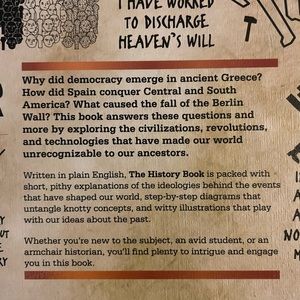 I HAVE WORKED
TO DISCHARGE
HEAVEN'S WILL
Why did democracy emerge in ancient Greece?
How did Spain conquer Central and South
America? What caused the fall of the Berlin
Wall? This book answers these questions and
more by exploring the civilizations, revolutions,
and technologies that have made our world
unrecognizable to our ancestors.
Written in plain English, The History Book is packed with
short, pithy explanations of the ideologies behind the events
that have shaped our world, step-by-step diagrams that
untangle knotty concepts, and witty illustrations that play
with our ideas about the past.
Whether you're new to the subject, an avid student, or an
armchair historian, you'll find plenty to intrigue and engage
you in this book.